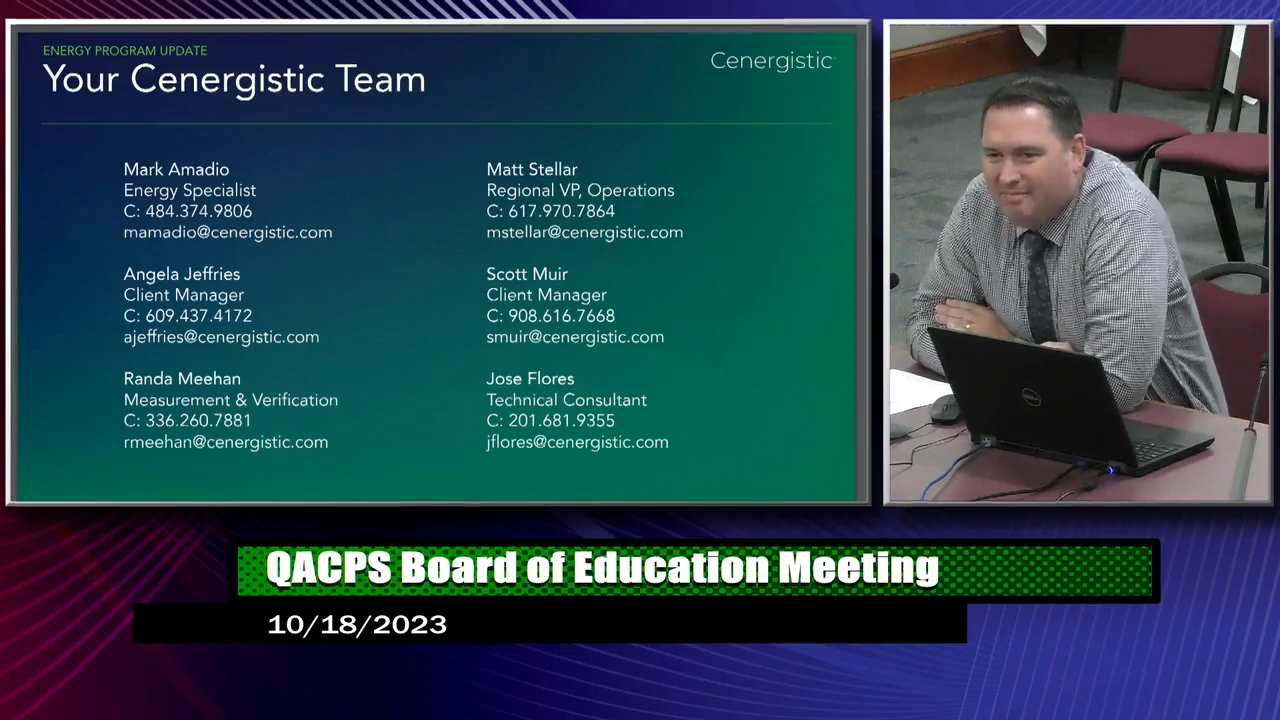 ENERGY PROGRAM UPDATE
Your Cenergistic Team
Cenergistic
Mark Amadio
Energy Specialist
C: 484.374.9806
mamadio@cenergistic.com
Angela Jeffries
Client Manager
C: 609.437.4172
ajeffries@cenergistic.com
Randa Meehan
Measurement & Verification
C: 336.260.7881
rmeehan@cenergistic.com
Matt Stellar
Regional VP, Operations
C: 617.970.7864
mstellar@cenergistic.com
Scott Muir
Client Manager
C: 908.616.7668
smuir@cenergistic.com
Jose Flores
Technical Consultant
C: 201.681.9355
jflores@cenergistic.com
DELL
QACPS Board of Education Meeting
10/18/2023